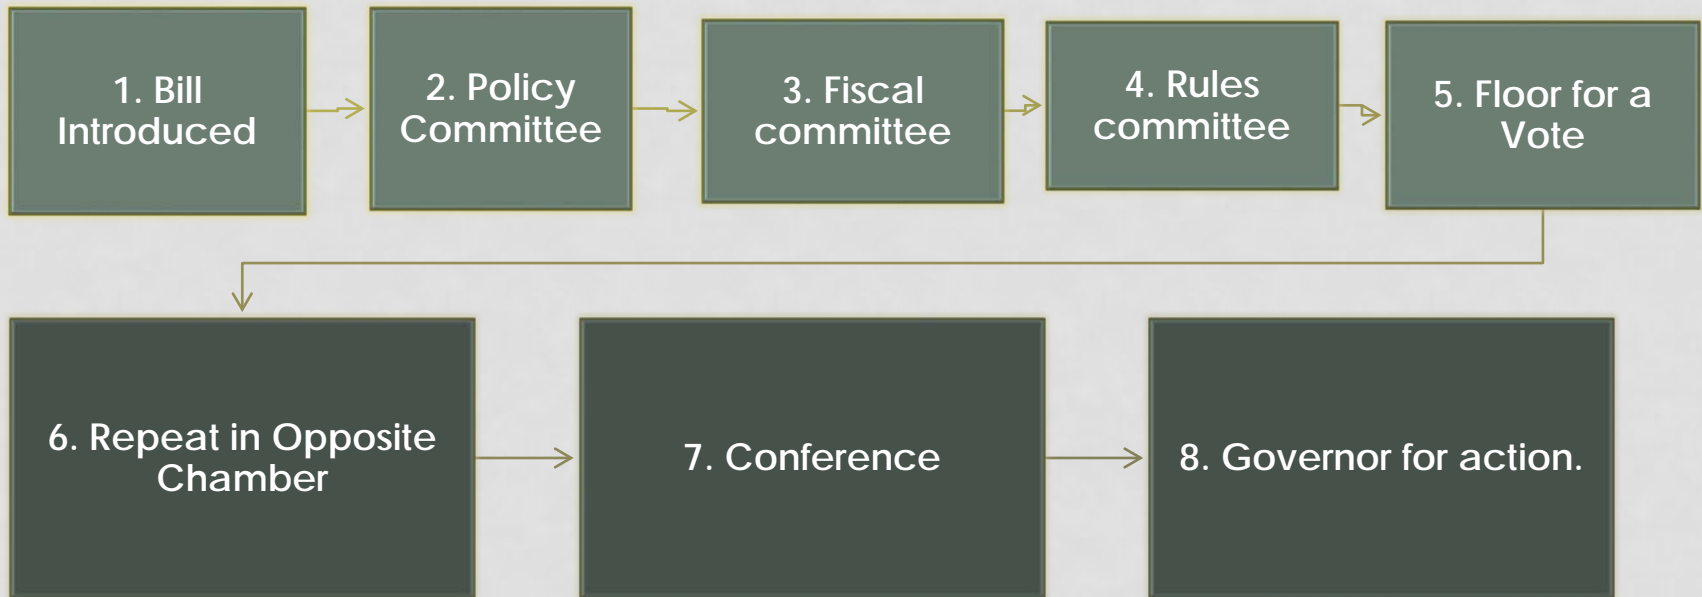 1. Bill
Introduced
2. Policy
Committee
3. Fiscal
committee
4. Rules
committee
5. Floor for a
Vote
6. Repeat in Opposite
Chamber
7. Conference
8. Governor for action.